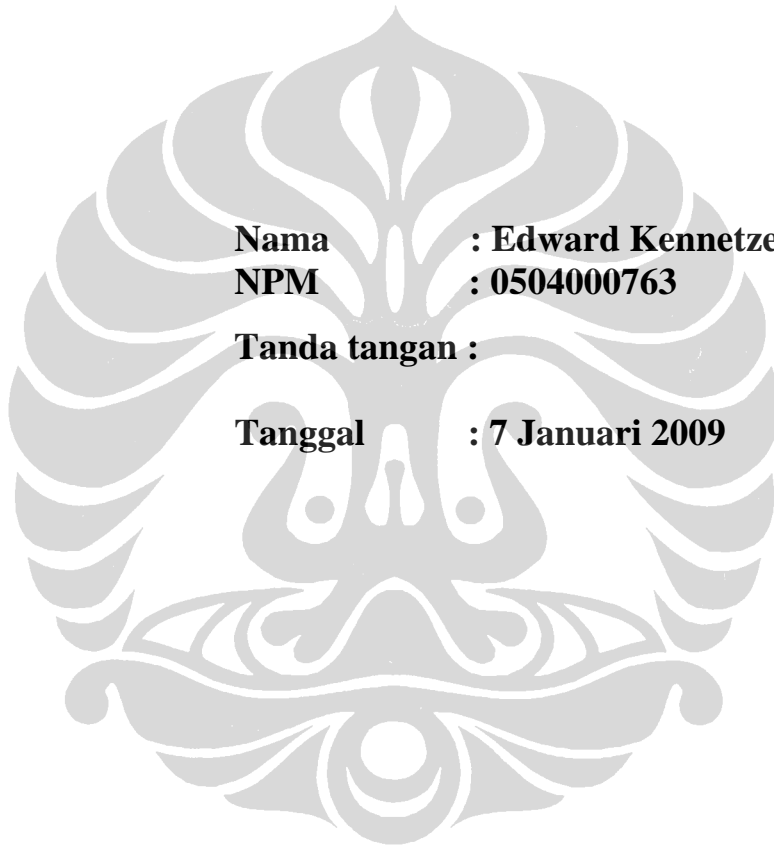 Nama : Edward Kennetze
NPM : 0504000763
Tanda tangan :
Tanggal : 7 Januari 2009